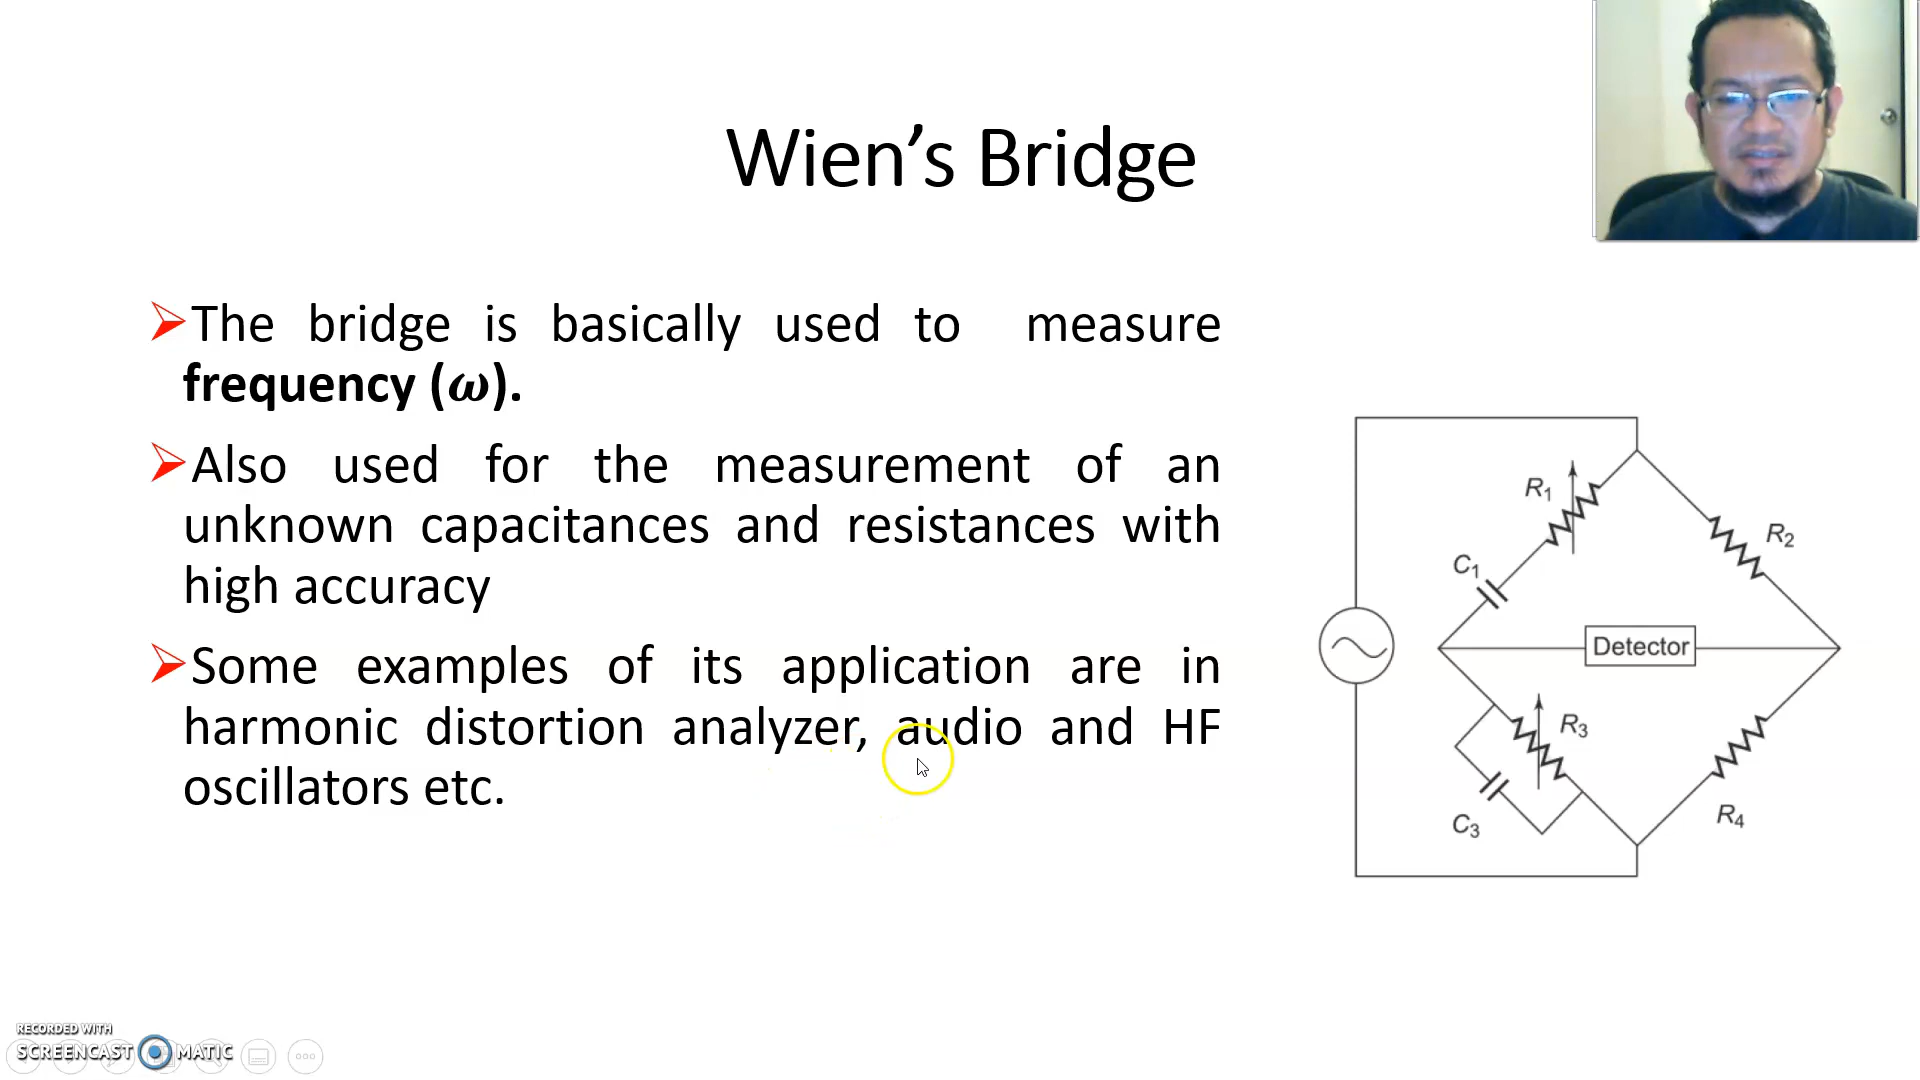 Wien’s Bridge
The bridge is basically used to measure
frequency (𝝎).
Also used for the measurement of an
unknown capacitances and resistances with
high accuracy
Some examples of its application are in
harmonic distortion analyzer, audio and HF
oscillators etc.
R1
R2
C1
Detector
R3
C3
R4
RECORDED WITH
SCREENCAST MATIC